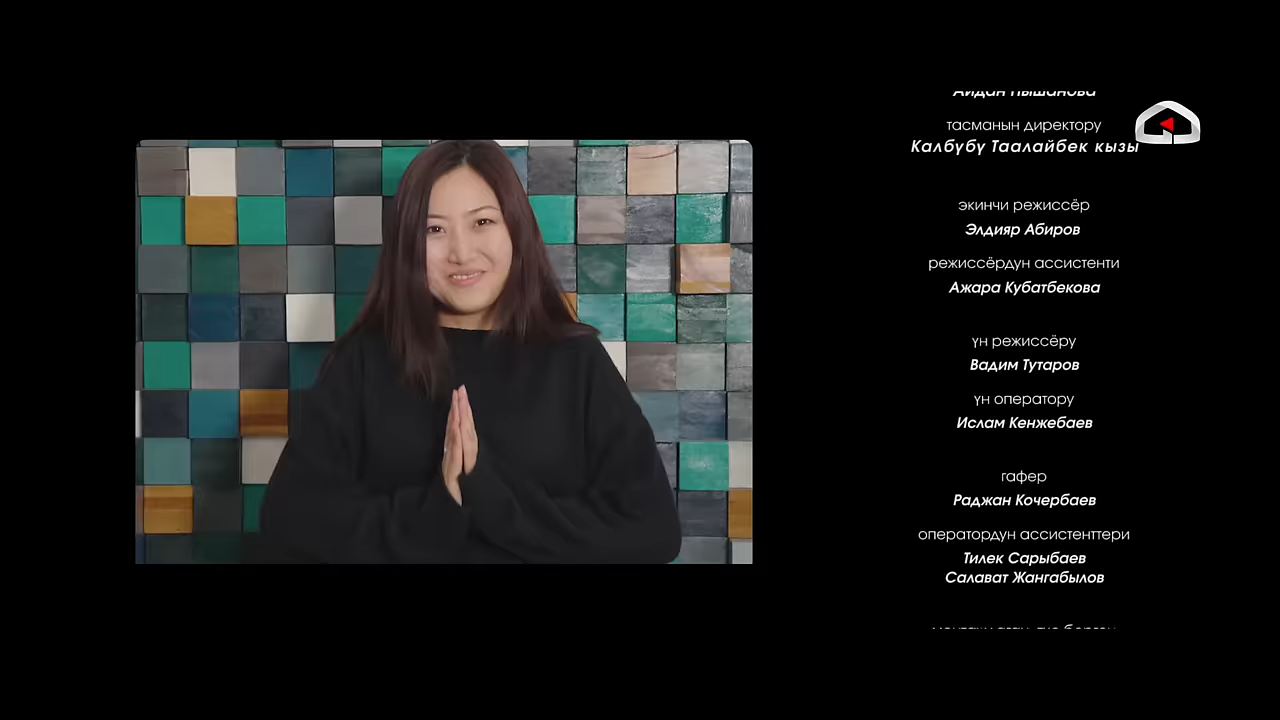 тасманын директору
Калбүбү Таалайбек кызы
экинчи режиссёр
Элдияр Абиров
режиссёрдун ассистенти
Ажара Кубатбекова
үн режиссёру
Вадим Тутаров
үн оператору
Ислам Кенжебаев
гафер
Раджан Кочербаев
оператордун ассистенттери
Тилек Сарыбаев
Салават Жангабылов